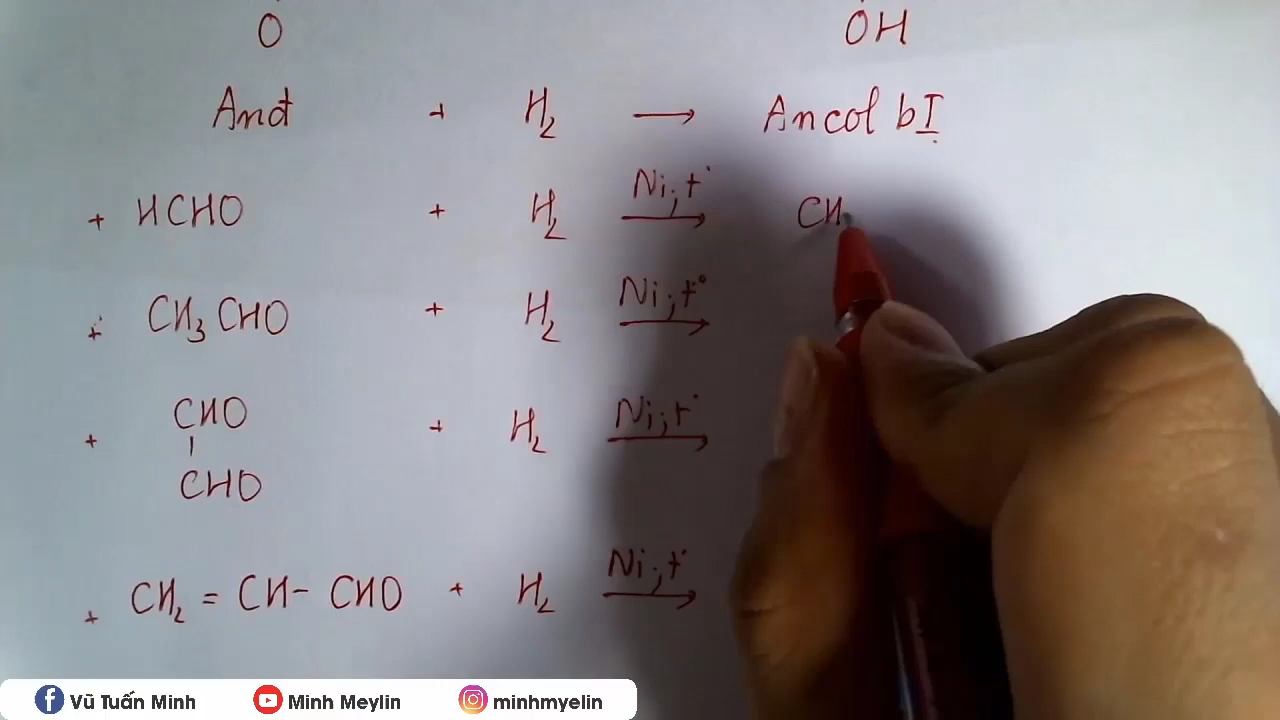 O OH
Anđ + H2 → Ancol bI
+ HCHO + H2 Ni, t° → CH
+ CH3CHO + H2 Ni, t° →
+ CHO + H2 Ni, t° →
|
CHO
+ CH2 = CH - CHO + H2 Ni, t° →
Vũ Tuấn Minh Minh Meylin minhmyelin